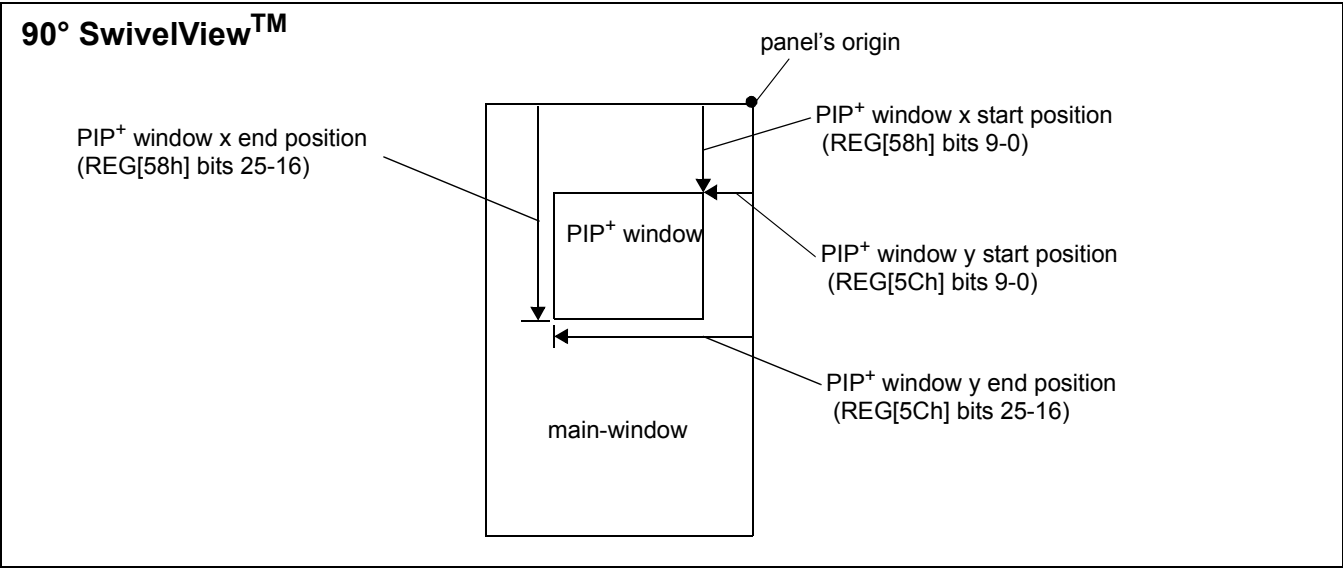 90° SwivelView™
panel's origin
PIP+ window x start position
(REG[58h] bits 9-0)
PIP+ window x end position
(REG[58h] bits 25-16)
PIP+ window
PIP+ window y start position
(REG[5Ch] bits 9-0)
PIP+ window y end position
(REG[5Ch] bits 25-16)
main-window